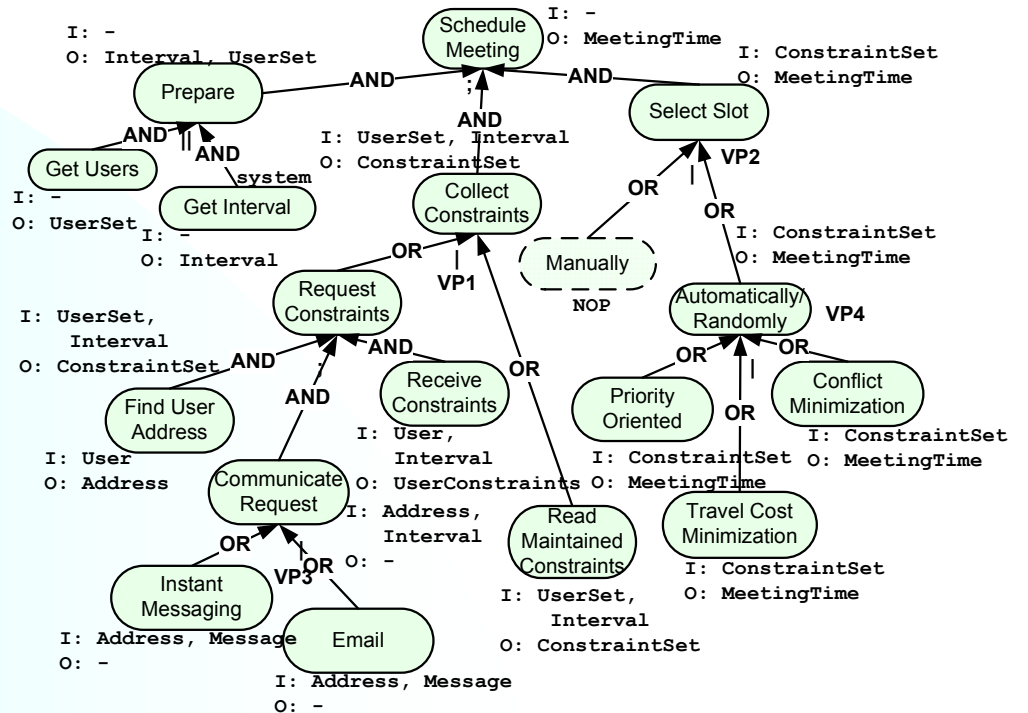 I: -
O: Interval, UserSet
Schedule
Meeting
I: -
O: MeetingTime
I: ConstraintSet
O: MeetingTime
AND
;
AND
Prepare
Select Slot
AND
||
AND
AND
I: UserSet, Interval
O: ConstraintSet
VP2
|
Get Users
I: -
O: UserSet
system
Get Interval
I: -
O: Interval
Collect
Constraints
OR
OR
OR
|
VP1
Manually
NOP
I: ConstraintSet
O: MeetingTime
Request
Constraints
Automatically/
Randomly
VP4
I: UserSet,
Interval
O: ConstraintSet
AND
;
AND
AND
OR
OR
|
OR
OR
Find User
Address
I: User
O: Address
Receive
Constraints
I: User,
Interval
O: UserConstraints
Priority
Oriented
I: ConstraintSet
O: MeetingTime
Conflict
Minimization
I: ConstraintSet
O: MeetingTime
Communicate
Request
I: Address,
Interval
O: -
Read
Maintained
Constraints
I: UserSet,
Interval
O: ConstraintSet
Travel Cost
Minimization
I: ConstraintSet
O: MeetingTime
OR
|
OR
VP3
Instant
Messaging
I: Address, Message
O: -
Email
I: Address, Message
O: -